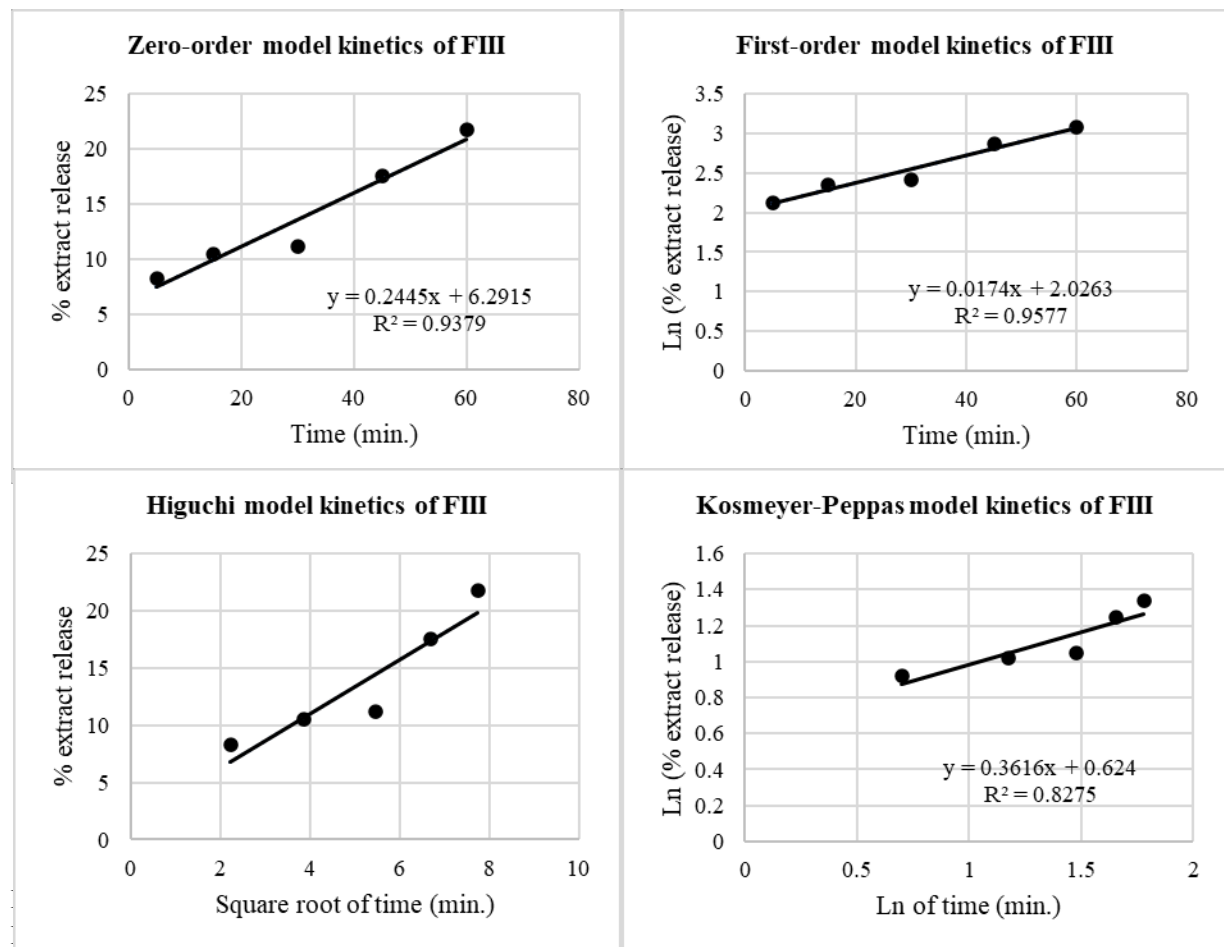 Zero-order model kinetics of FIII
% extract release
25
20
15
10
5
0
y = 0.2445x + 6.2915
R² = 0.9379
0 20 40 60 80
Time (min.)
First-order model kinetics of FIII
Ln (% extract release)
3.5
3
2.5
2
1.5
1
0.5
0
y = 0.0174x + 2.0263
R² = 0.9577
0 20 40 60 80
Time (min.)
Higuchi model kinetics of FIII
% extract release
25
20
15
10
5
0
0 2 4 6 8 10
Square root of time (min.)
Kosmeyer-Peppas model kinetics of FIII
Ln (% extract release)
1.6
1.4
1.2
1
0.8
0.6
0.4
0.2
0
y = 0.3616x + 0.624
R² = 0.8275
0 0.5 1 1.5 2
Ln of time (min.)